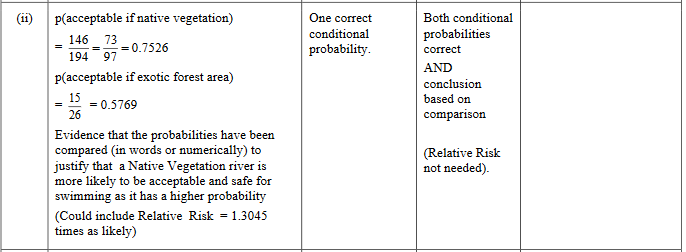 (ii)
p(acceptable if native vegetation)
= 146/194 = 73/97 = 0.7526
p(acceptable if exotic forest area)
= 15/26 = 0.5769
Evidence that the probabilities have been
compared (in words or numerically) to
justify that a Native Vegetation river is
more likely to be acceptable and safe for
swimming as it has a higher probability
(Could include Relative Risk = 1.3045
times as likely)
One correct
conditional
probability.
Both conditional
probabilities
correct
AND
conclusion
based on
comparison
(Relative Risk
not needed).